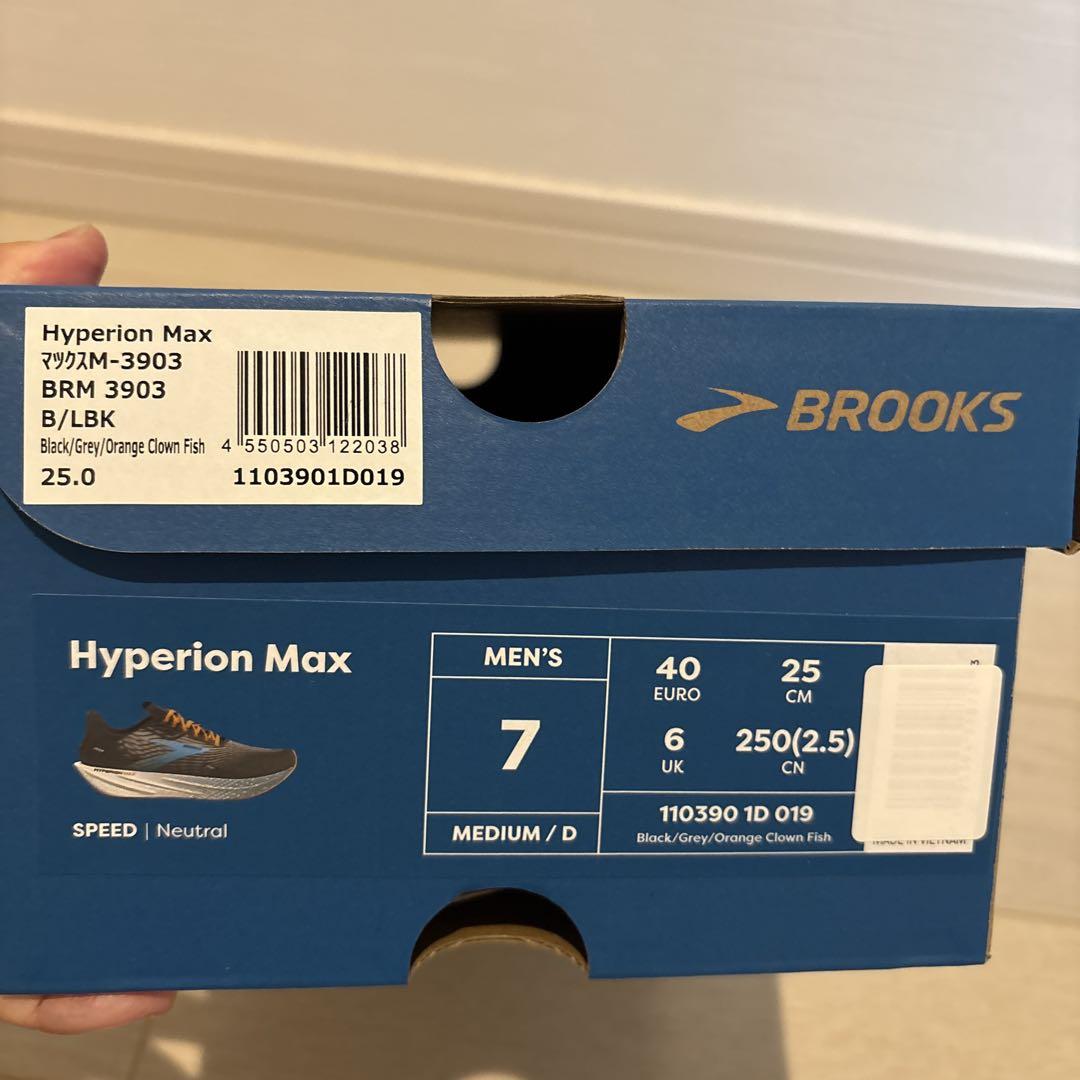 Hyperion Max
マックスM-3903
BRM 3903
B/LBK
Black/Grey/Orange Clown Fish
25.0
4 550503 122038
1103901D019
BROOKS
Hyperion Max
SPEED | Neutral
MEN'S
7
MEDIUM / D
40
EURO
25
CM
6
UK
250(2.5)
CN
110390 1D 019
Black/Grey/Orange Clown Fish
MADE IN VIETNAM